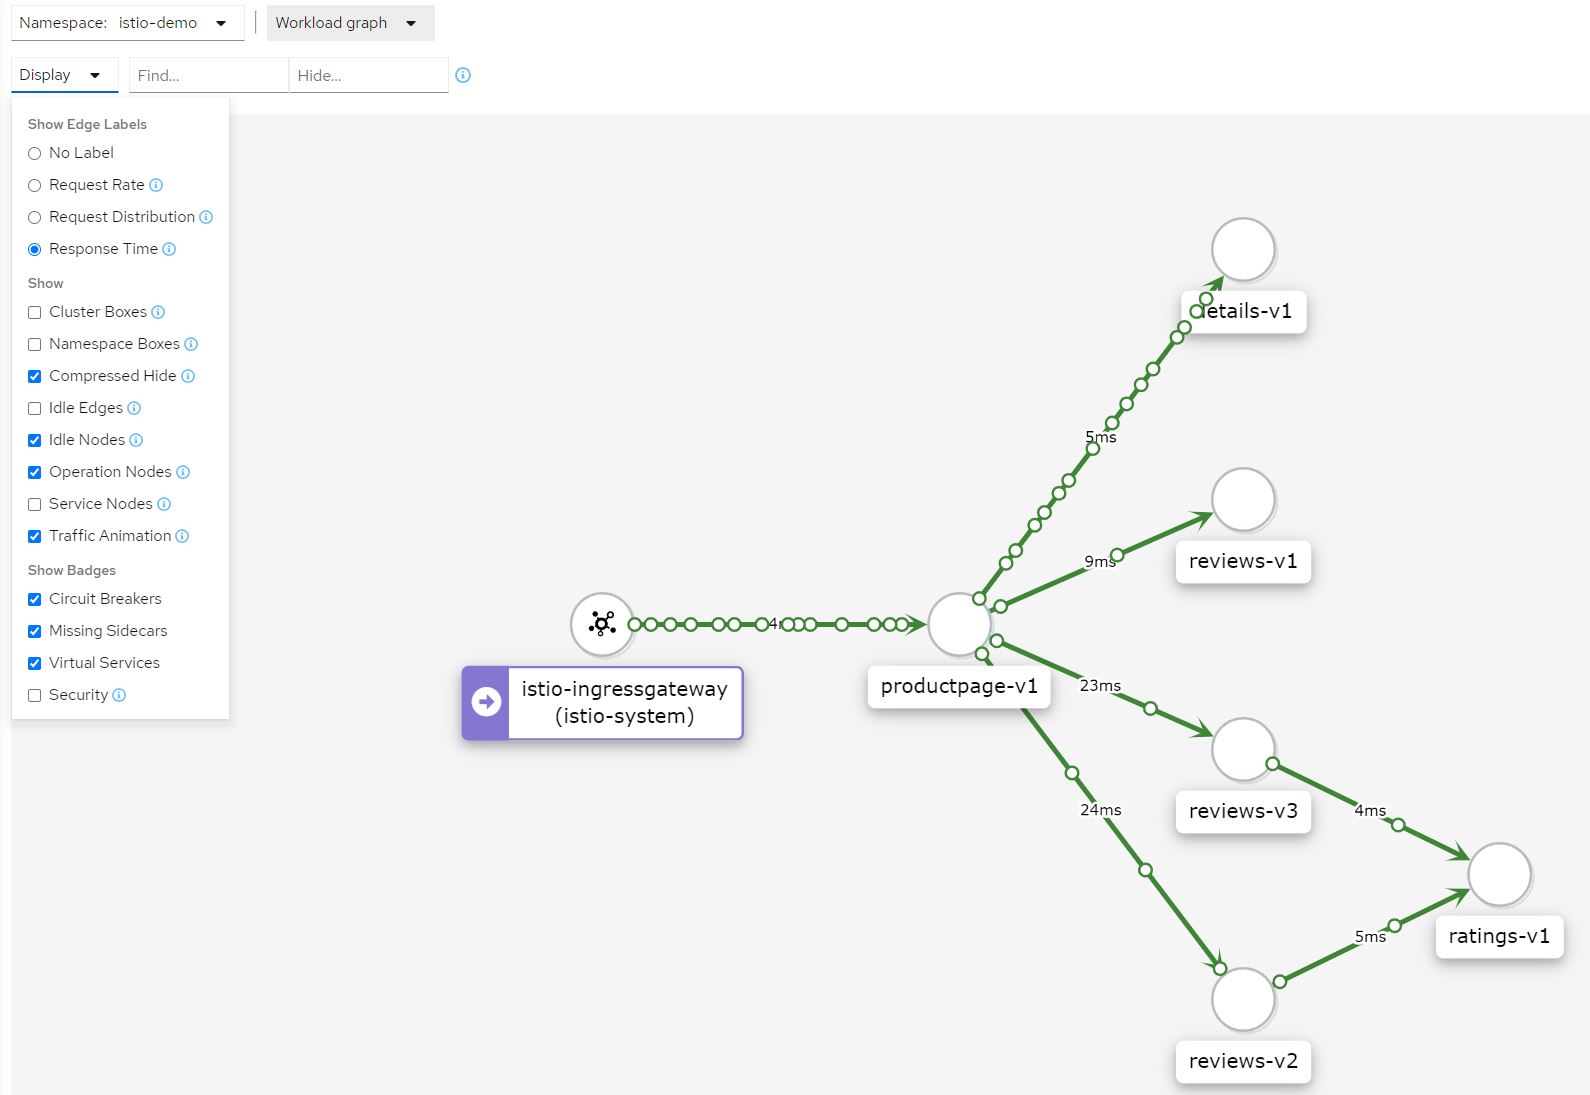 Namespace: istio-demo
Workload graph
Display
Find...
Hide...
Show Edge Labels
No Label
Request Rate
Request Distribution
Response Time
Show
Cluster Boxes
Namespace Boxes
Compressed Hide
Idle Edges
Idle Nodes
Operation Nodes
Service Nodes
Traffic Animation
Show Badges
Circuit Breakers
Missing Sidecars
Virtual Services
Security
details-v1
5ms
reviews-v1
9ms
istio-ingressgateway
(istio-system)
productpage-v1
23ms
reviews-v3
24ms
4ms
5ms
ratings-v1
reviews-v2